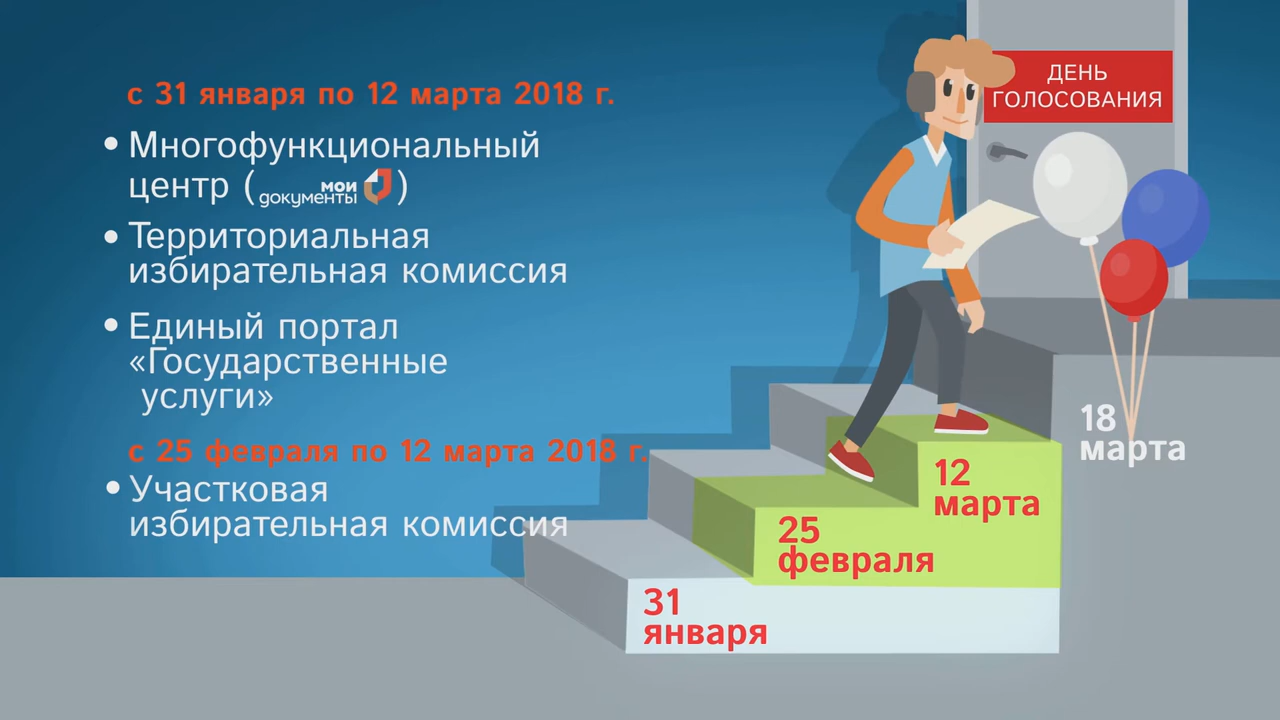 с 31 января по 12 марта 2018 г.
• Многофункциональный
центр (мои документы)
• Территориальная
избирательная комиссия
• Единый портал
«Государственные
услуги»
с 25 февраля по 12 марта 2018 г.
• Участковая
избирательная комиссия
ДЕНЬ
ГОЛОСОВАНИЯ
18
марта
12
марта
25
февраля
31
января